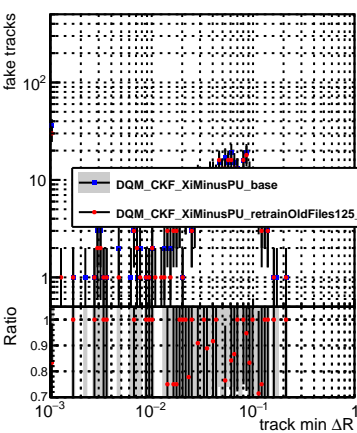 fake tracks
10²
10
1
DQM_CKF_XiMinusPU_base
DQM_CKF_XiMinusPU_retrainOldFiles125_
Ratio
1
0.9
0.8
0.7
10⁻³ 10⁻² 10⁻¹ 1
track min ΔR